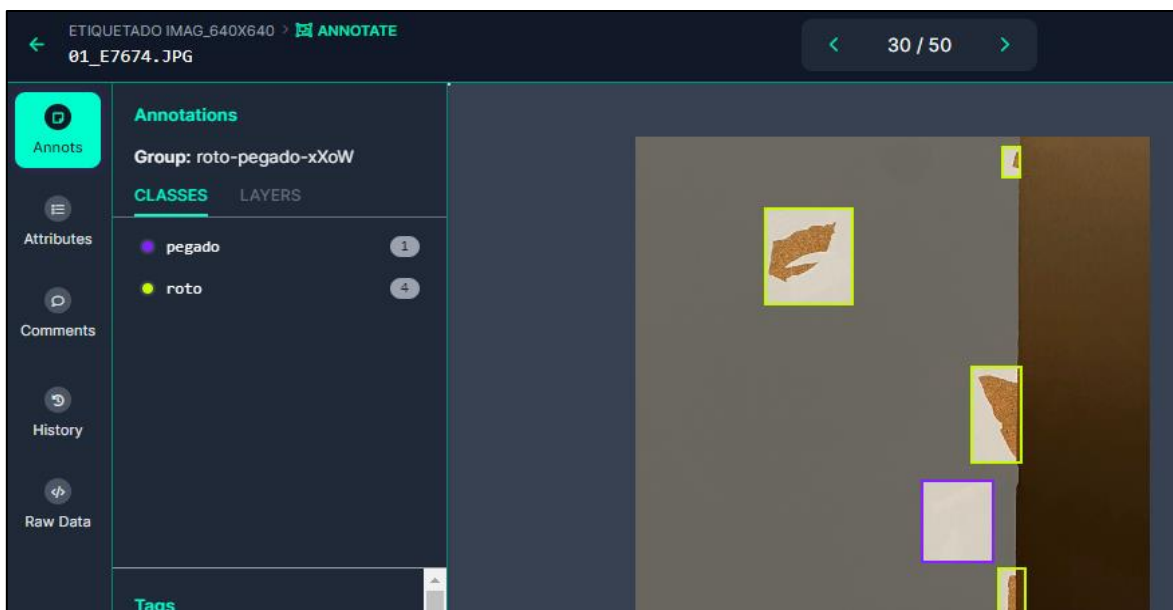 ETIQUETADO IMAG_640X640 > ANNOTATE
01_E7674.JPG
30 / 50
Annots
Attributes
Comments
History
Raw Data
Annotations
Group: roto-pegado-xXoW
CLASSES LAYERS
pegado 1
roto 4
Tags